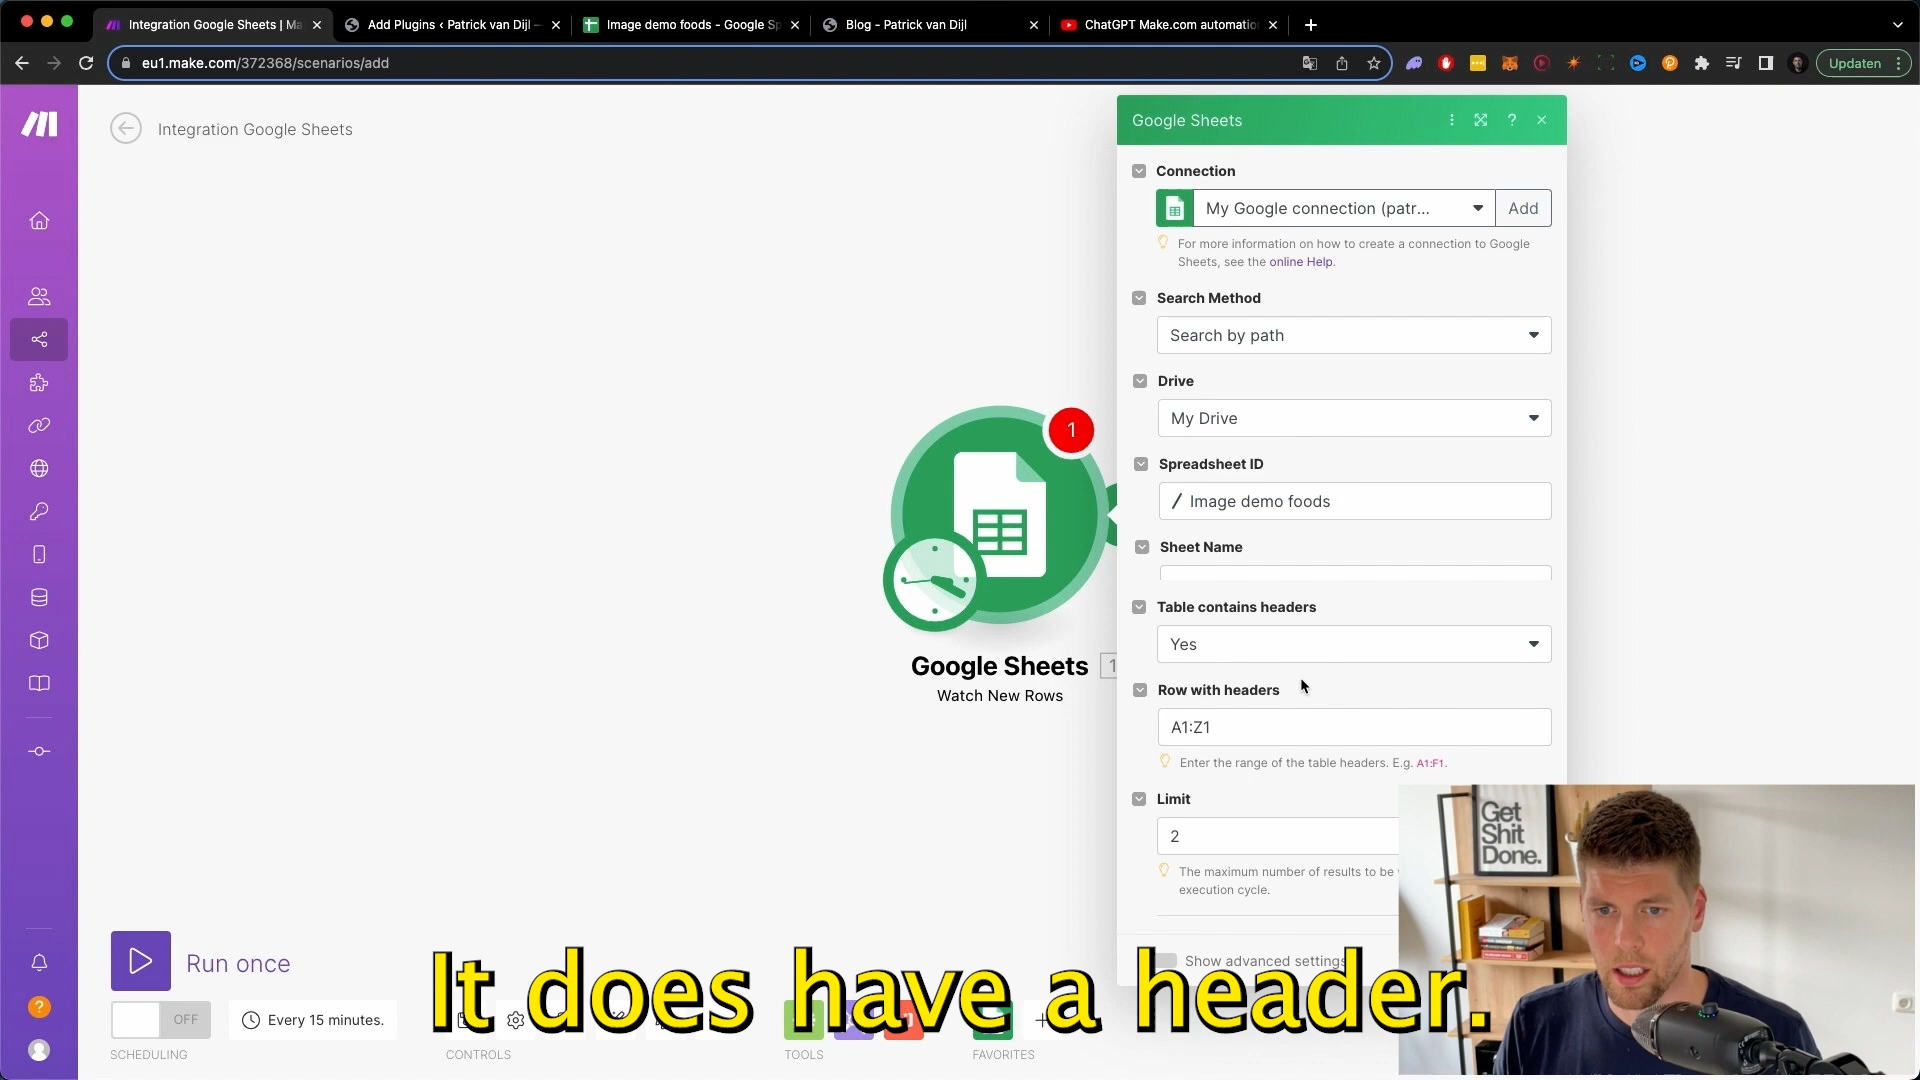 Integration Google Sheets | Ma
Add Plugins ‹ Patrick van Dijl —
Image demo foods - Google Sp
Blog - Patrick van Dijl
ChatGPT Make.com automatio
eu1.make.com/372368/scenarios/add
Updaten
Integration Google Sheets
Google Sheets
Connection
My Google connection (patr...
Add
For more information on how to create a connection to Google
Sheets, see the online Help.
Search Method
Search by path
Drive
My Drive
Spreadsheet ID
/ Image demo foods
Sheet Name
Table contains headers
Yes
Row with headers
A1:Z1
Enter the range of the table headers. E.g. A1:F1.
Limit
2
The maximum number of results to be
execution cycle.
Show advanced settings
1
Google Sheets
1
Watch New Rows
Run once
OFF
Every 15 minutes.
SCHEDULING
CONTROLS
TOOLS
FAVORITES
Get
Shit
Done.
It does have a header.